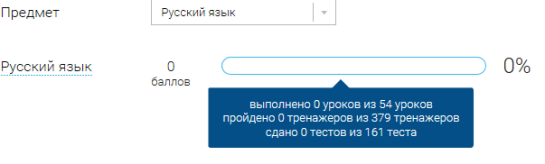 Предмет
Русский язык
Русский язык
0
баллов
0%
выполнено 0 уроков из 54 уроков
пройдено 0 тренажеров из 379 тренажеров
сдано 0 тестов из 161 теста